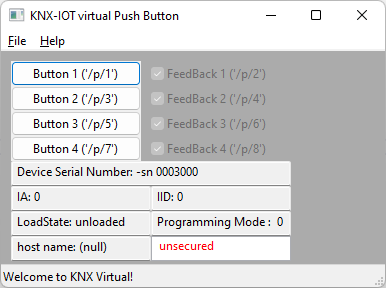 KNX-IOT virtual Push Button
File Help
Button 1 ('/p/1') FeedBack 1 ('/p/2')
Button 2 ('/p/3') FeedBack 2 ('/p/4')
Button 3 ('/p/5') FeedBack 3 ('/p/6')
Button 4 ('/p/7') FeedBack 4 ('/p/8')
Device Serial Number: -sn 0003000
IA: 0 IID: 0
LoadState: unloaded Programming Mode : 0
host name: (null) unsecured
Welcome to KNX Virtual!